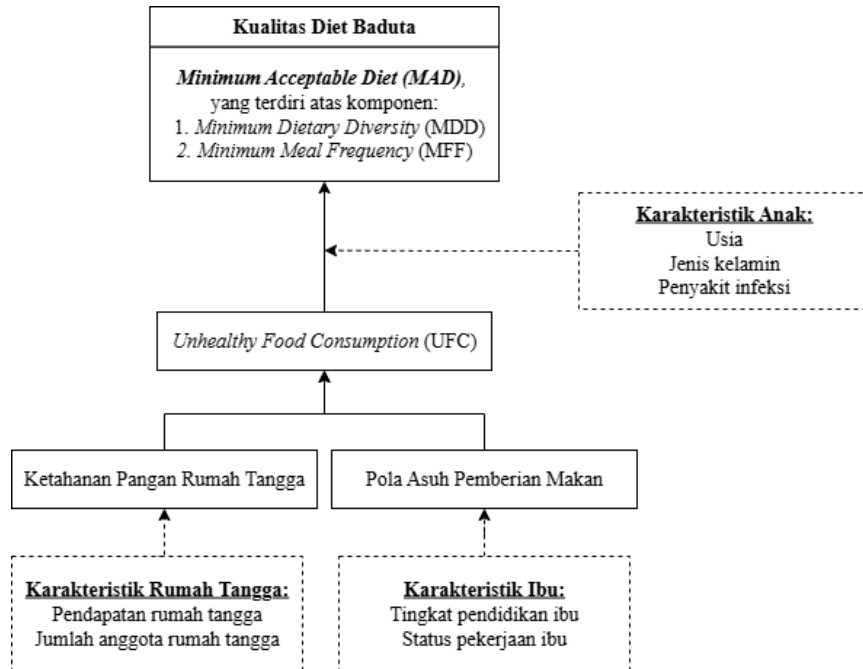 Kualitas Diet Baduta
Minimum Acceptable Diet (MAD),
yang terdiri atas komponen:
1. Minimum Dietary Diversity (MDD)
2. Minimum Meal Frequency (MFF)
Karakteristik Anak:
Usia
Jenis kelamin
Penyakit infeksi
Unhealthy Food Consumption (UFC)
Ketahanan Pangan Rumah Tangga
Pola Asuh Pemberian Makan
Karakteristik Rumah Tangga:
Pendapatan rumah tangga
Jumlah anggota rumah tangga
Karakteristik Ibu:
Tingkat pendidikan ibu
Status pekerjaan ibu